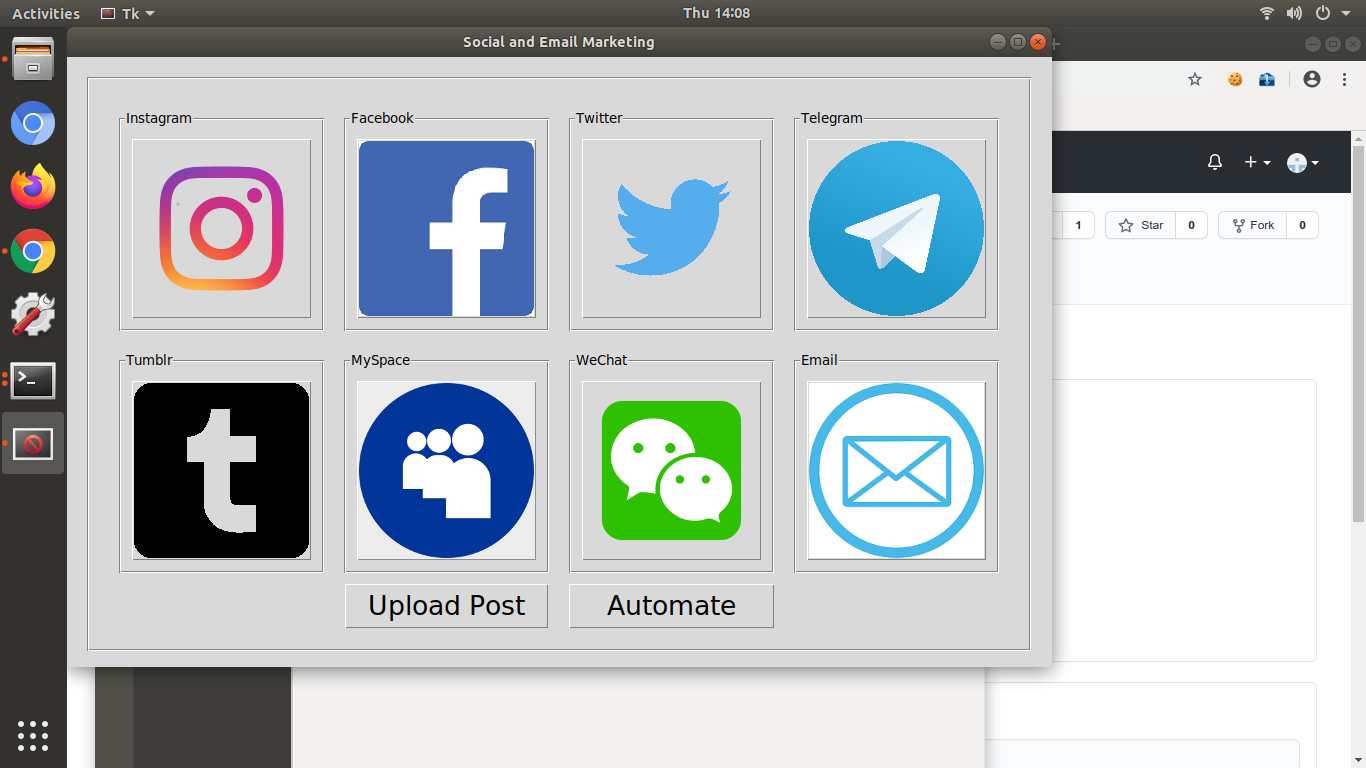 Activities Tk Thu 14:08
Social and Email Marketing
Instagram Facebook Twitter Telegram
1 Star 0 Fork 0
Tumblr MySpace WeChat Email
Upload Post Automate